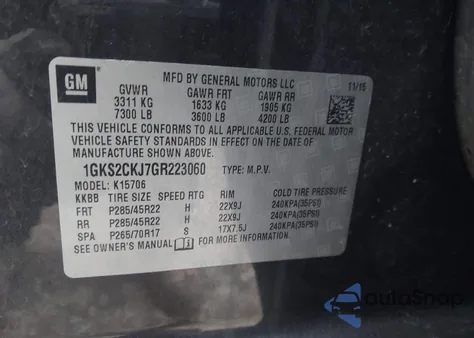 GM
MFD BY GENERAL MOTORS LLC
GVWR GAWR FRT GAWR RR 11/15
3311 KG 1633 KG 1905 KG
7300 LB 3600 LB 4200 LB
THIS VEHICLE CONFORMS TO ALL APPLICABLE U.S. FEDERAL MOTOR
VEHICLE SAFETY AND THEFT PREVENTION STANDARDS IN EFFECT ON
THE DATE OF MANUFACTURE SHOWN ABOVE.
1GKS2CKJ7GR223060 TYPE: M.P.V.
MODEL: K15706
KKBB TIRE SIZE SPEED RTG RIM COLD TIRE PRESSURE
FRT P285/45R22 H 22X9J 240KPA(35PSI)
RR P285/45R22 H 22X9J 240KPA(35PSI)
SPA P265/70R17 S 17X7.5J 240KPA(35PSI)
SEE OWNER'S MANUAL FOR MORE INFORMATION.
AutoSnap